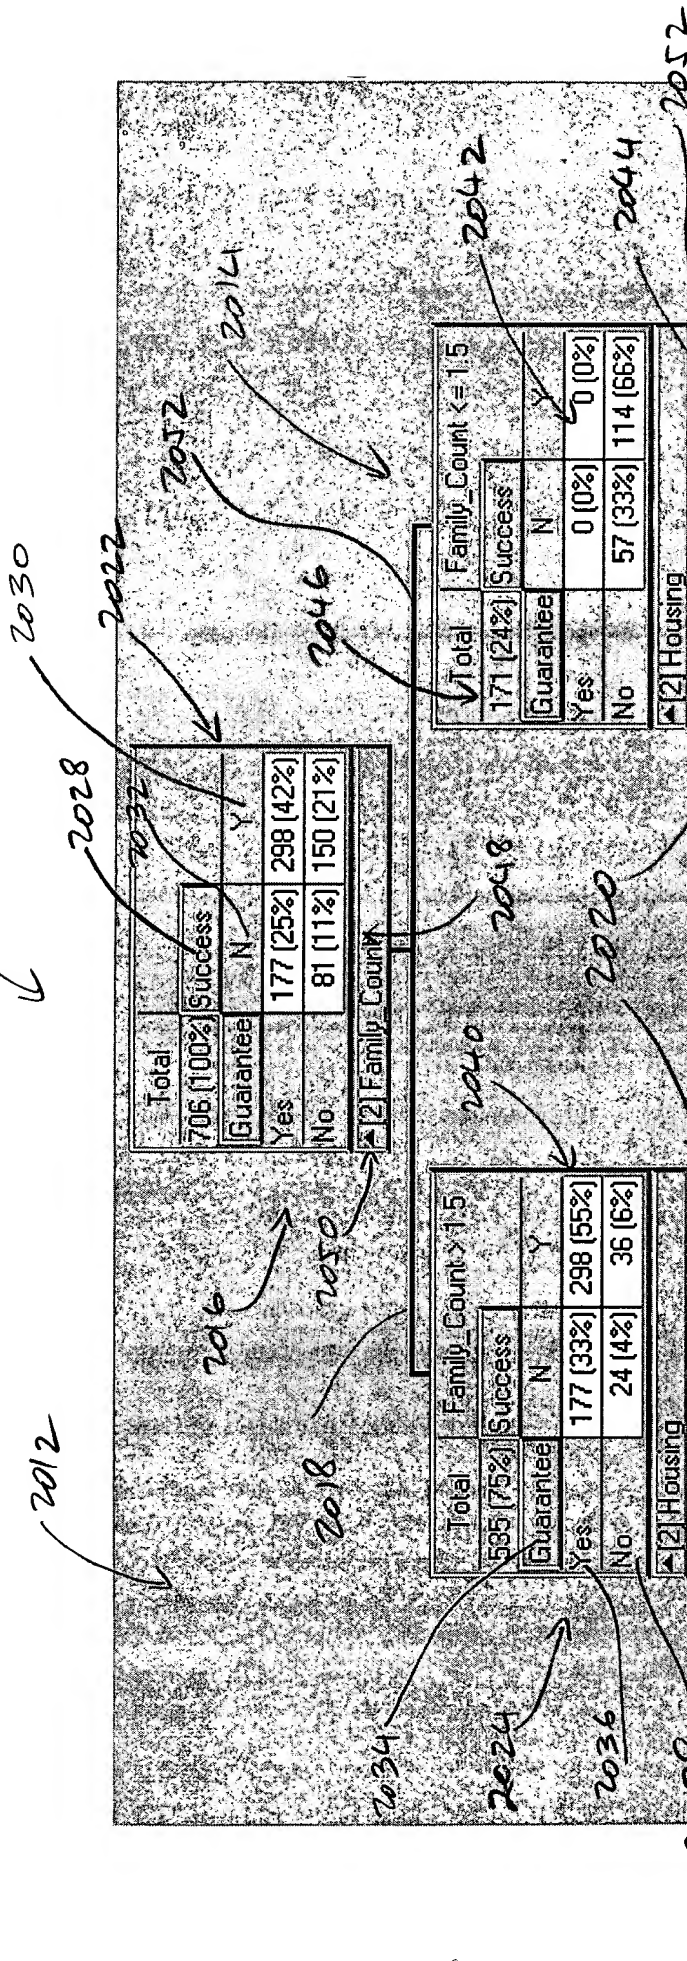 2030
2012
2028
2022
2052
2014
2042
2052
2032
Total
706 (100%) Success
Guarantee N Y
Yes 177 (25%) 298 (42%)
No 81 (11%) 150 (21%)
[2] Family_Count
2016
2050
2046
2048
2044
2018
2040
2020
Total Family_Count > 1.5
535 (75%) Success
Guarantee N Y
Yes 177 (33%) 298 (55%)
No 24 (4%) 36 (6%)
[2] Housing
Total Family_Count <= 1.5
171 (24%) Success
Guarantee N Y
Yes 0 (0%) 0 (0%)
No 57 (33%) 114 (66%)
[2] Housing
2034
2024
2036